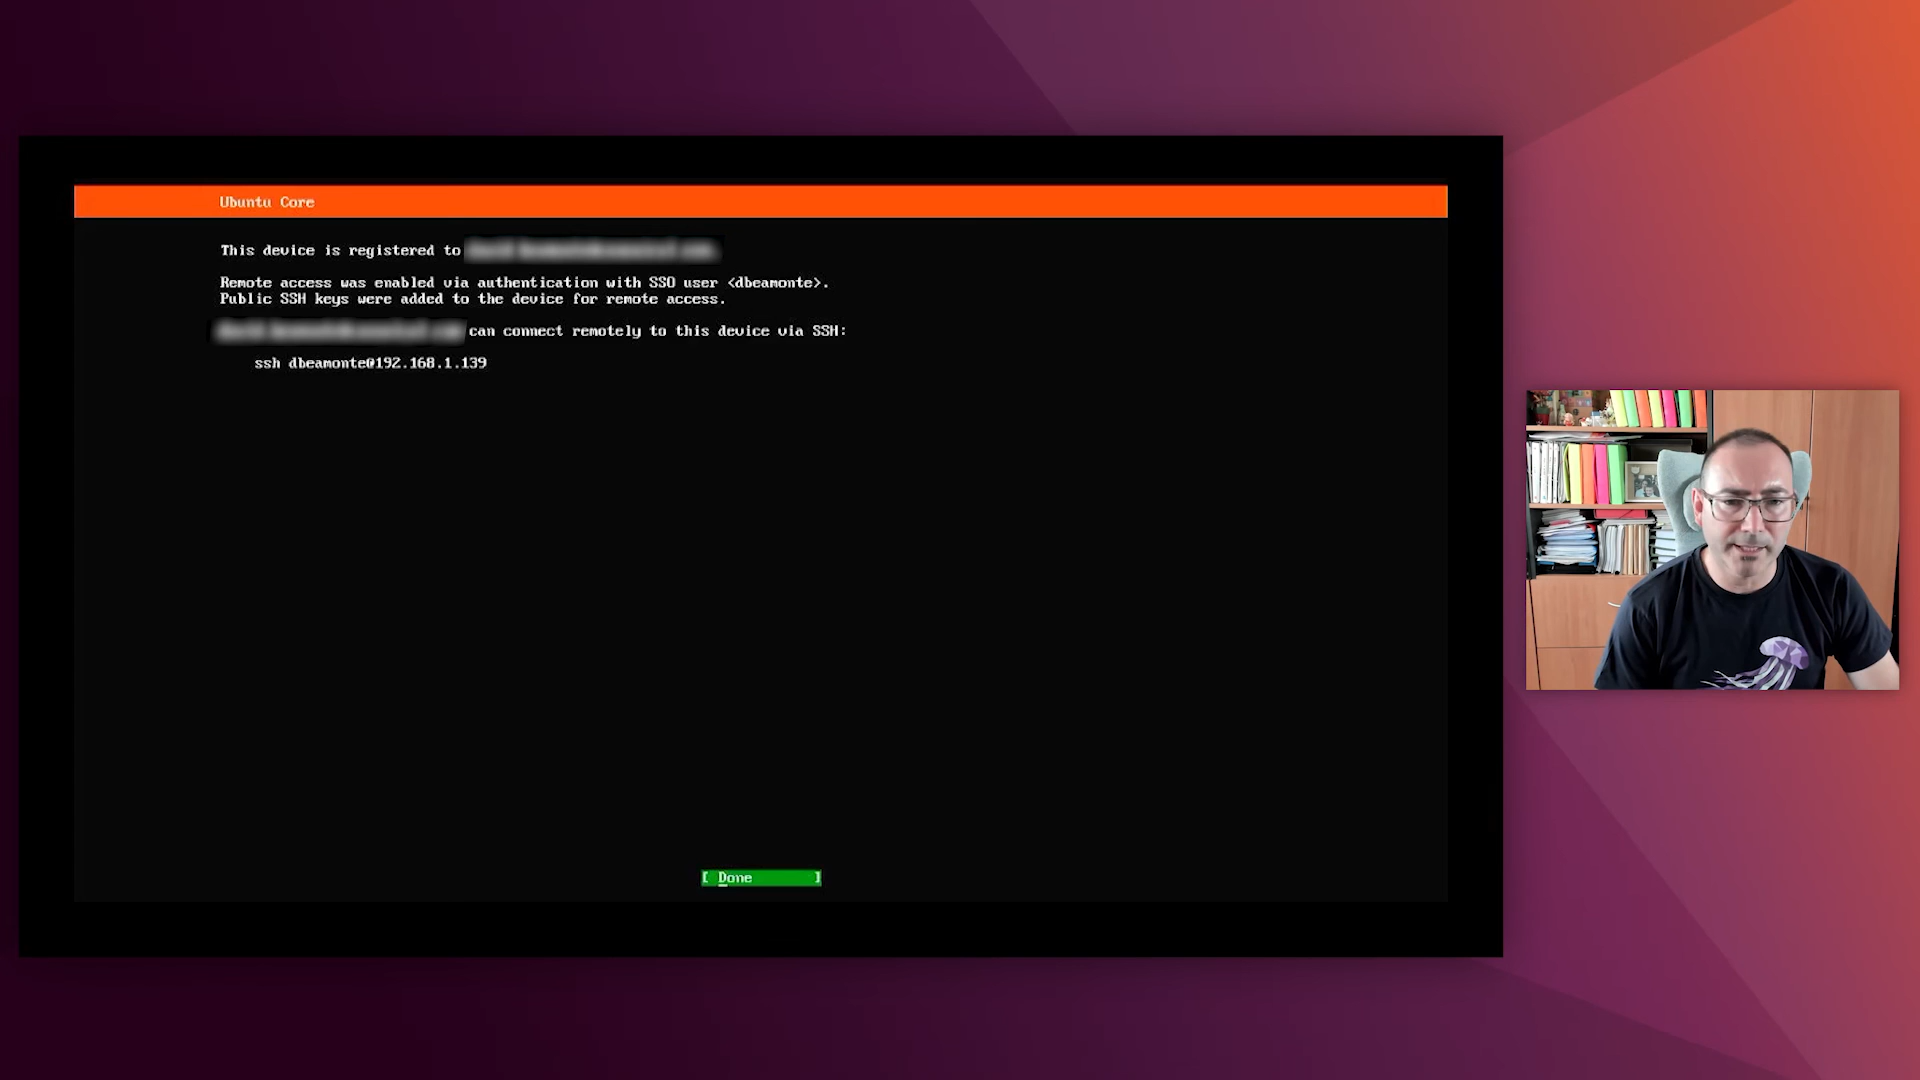 Ubuntu Core
This device is registered to
Remote access was enabled via authentication with SSO user <dbeamonte>.
Public SSH keys were added to the device for remote access.
can connect remotely to this device via SSH:
ssh dbeamonte@192.168.1.139
[ Done ]